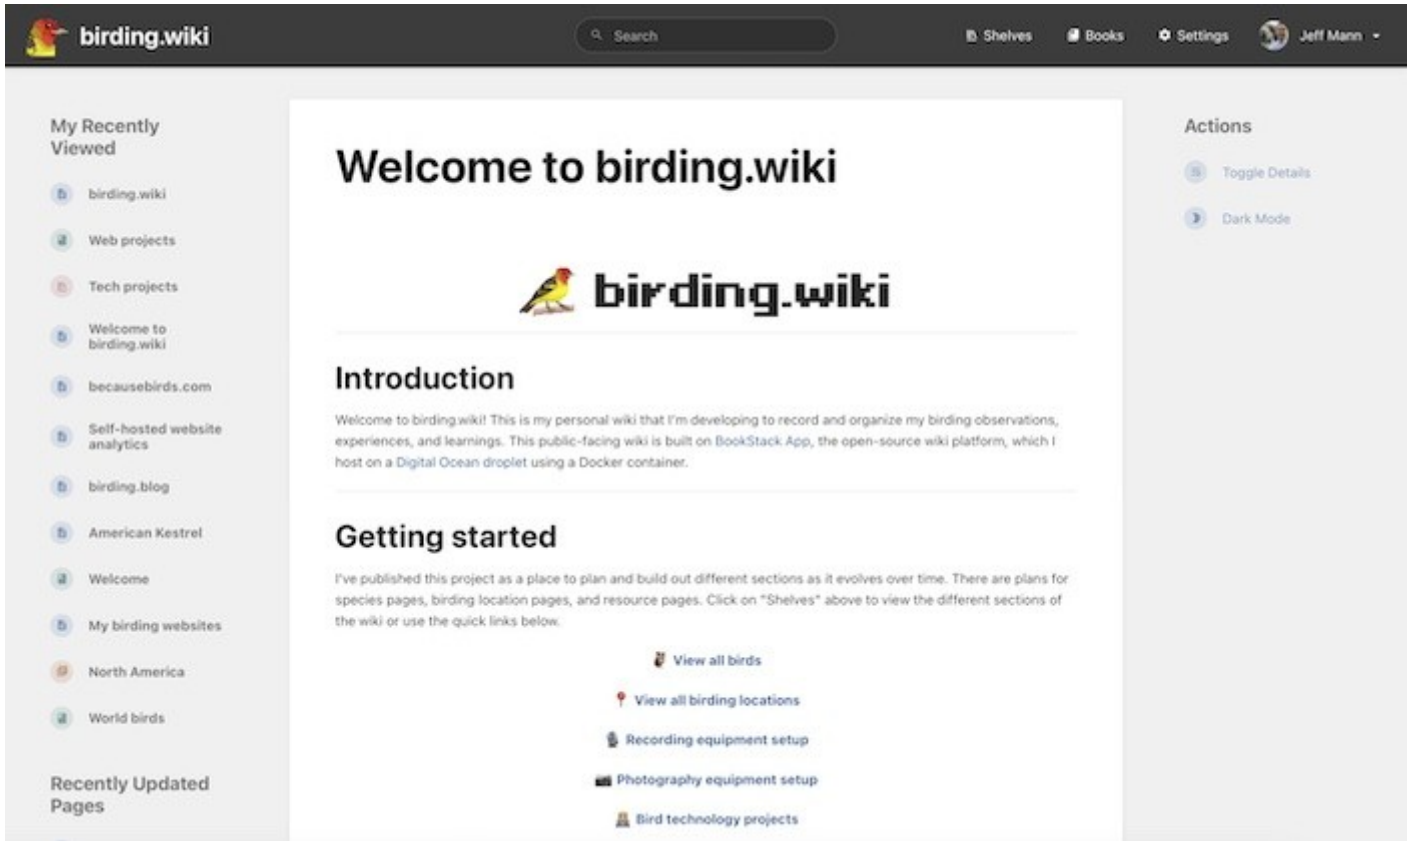 birding.wiki
Search
Shelves
Books
Settings
Jeff Mann
My Recently
Viewed
birding.wiki
Web projects
Tech projects
Welcome to
birding.wiki
becausebirds.com
Self-hosted website
analytics
birding.blog
American Kestrel
Welcome
My birding websites
North America
World birds
Recently Updated
Pages
Welcome to birding.wiki
birding.wiki
Introduction
Welcome to birding.wiki! This is my personal wiki that I'm developing to record and organize my birding observations,
experiences, and learnings. This public-facing wiki is built on BookStack App, the open-source wiki platform, which I
host on a Digital Ocean droplet using a Docker container.
Getting started
I've published this project as a place to plan and build out different sections as it evolves over time. There are plans for
species pages, birding location pages, and resource pages. Click on "Shelves" above to view the different sections of
the wiki or use the quick links below.
View all birds
View all birding locations
Recording equipment setup
Photography equipment setup
Bird technology projects
Actions
Toggle Details
Dark Mode